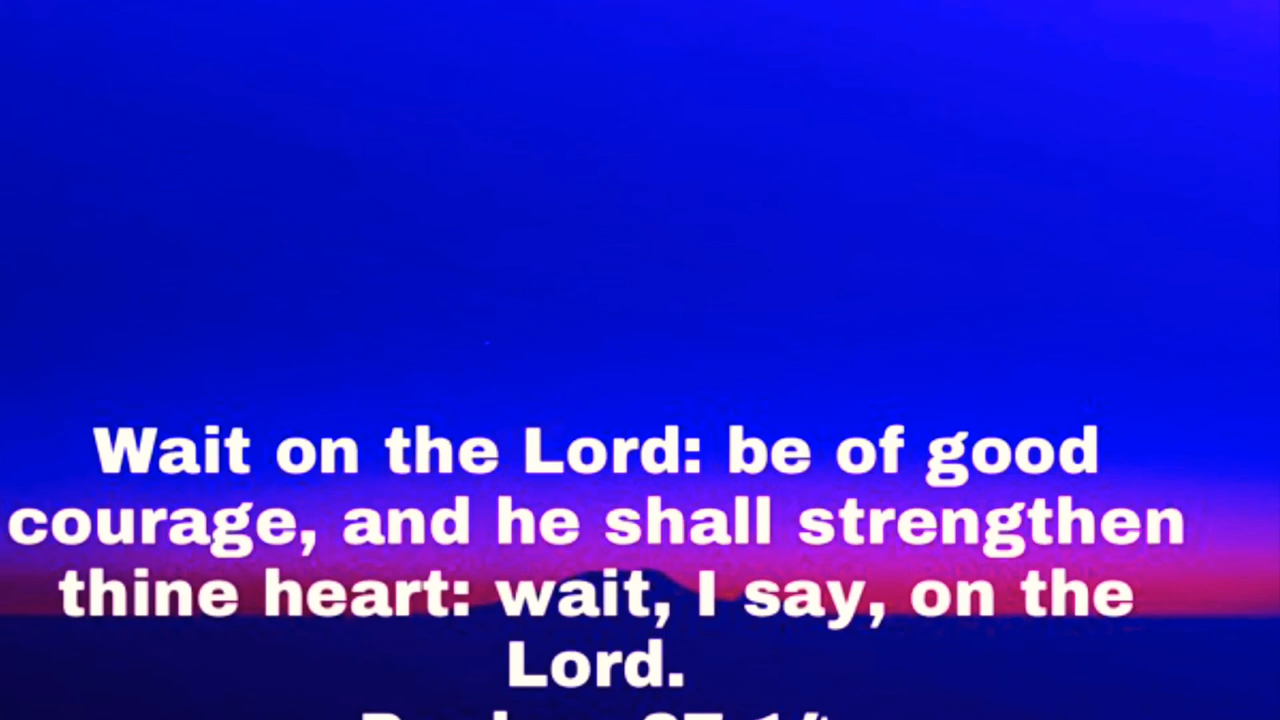 Wait on the Lord: be of good
courage, and he shall strengthen
thine heart: wait, I say, on the
Lord.